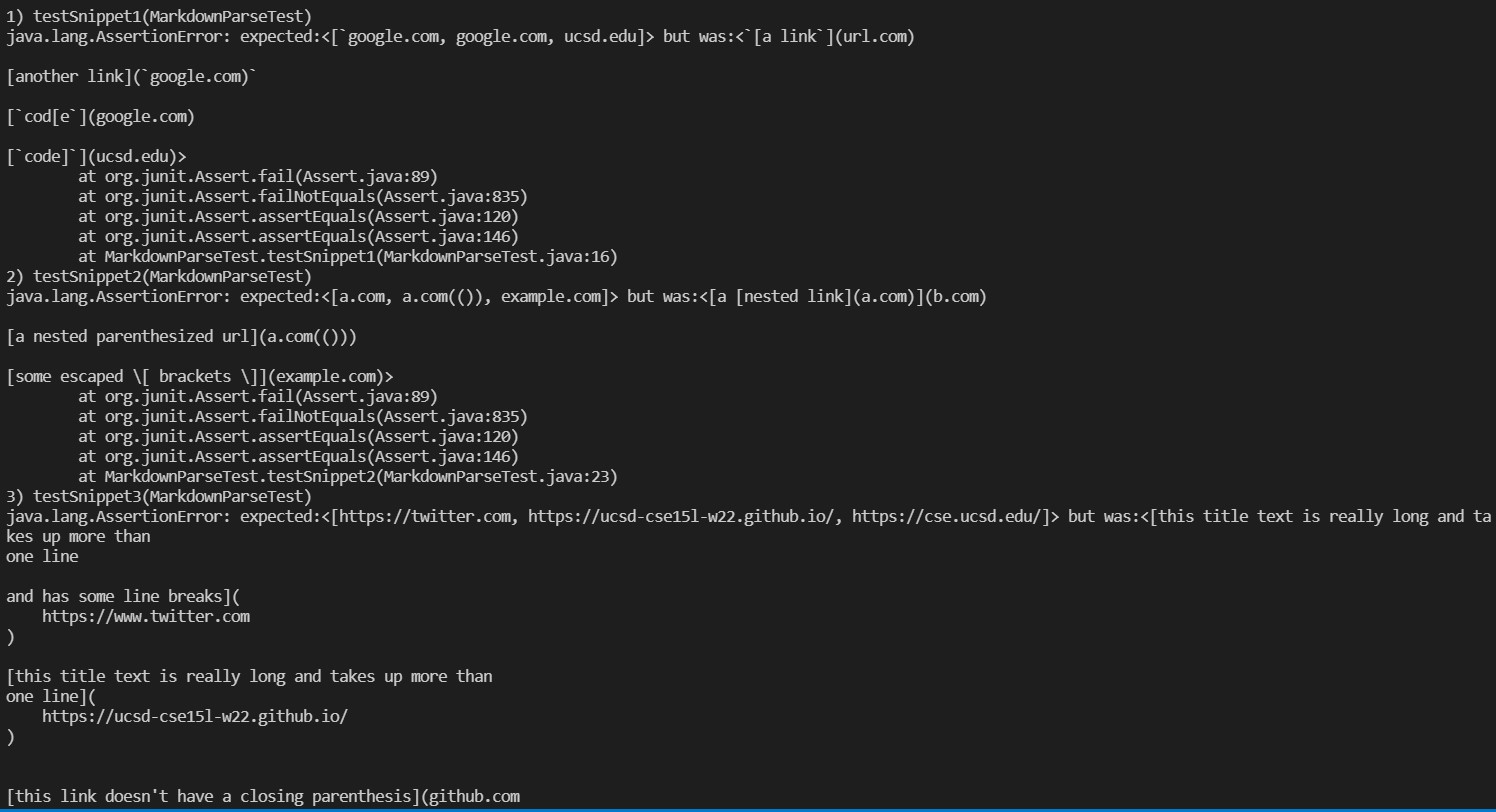 1) testSnippet1(MarkdownParseTest)
java.lang.AssertionError: expected:<[`google.com, google.com, ucsd.edu]> but was:<`[a link`](url.com)
[another link](`google.com)`
[`cod[e`](google.com)
[`code]`](ucsd.edu)>
at org.junit.Assert.fail(Assert.java:89)
at org.junit.Assert.failNotEquals(Assert.java:835)
at org.junit.Assert.assertEquals(Assert.java:120)
at org.junit.Assert.assertEquals(Assert.java:146)
at MarkdownParseTest.testSnippet1(MarkdownParseTest.java:16)
2) testSnippet2(MarkdownParseTest)
java.lang.AssertionError: expected:<[a.com, a.com(()), example.com]> but was:<[a [nested link](a.com)](b.com)
[a nested parenthesized url](a.com(()))
[some escaped \[ brackets \]](example.com)>
at org.junit.Assert.fail(Assert.java:89)
at org.junit.Assert.failNotEquals(Assert.java:835)
at org.junit.Assert.assertEquals(Assert.java:120)
at org.junit.Assert.assertEquals(Assert.java:146)
at MarkdownParseTest.testSnippet2(MarkdownParseTest.java:23)
3) testSnippet3(MarkdownParseTest)
java.lang.AssertionError: expected:<[https://twitter.com, https://ucsd-cse15l-w22.github.io/, https://cse.ucsd.edu/]> but was:<[this title text is really long and ta
kes up more than
one line
and has some line breaks](
https://www.twitter.com
)
[this title text is really long and takes up more than
one line](
https://ucsd-cse15l-w22.github.io/
)
[this link doesn't have a closing parenthesis](github.com